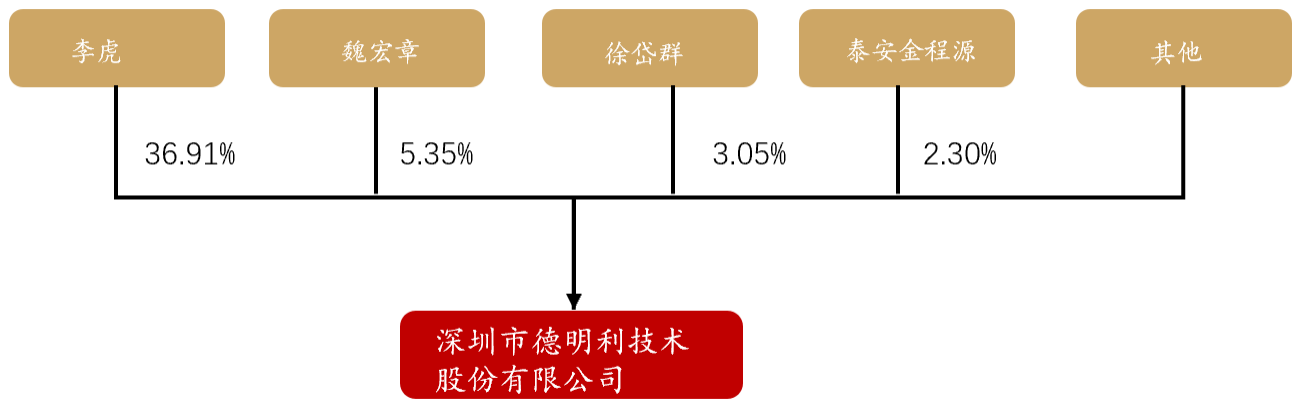 李虎
魏宏章
徐岱群
泰安金程源
其他
36.91%
5.35%
3.05%
2.30%
深圳市德明利技术
股份有限公司